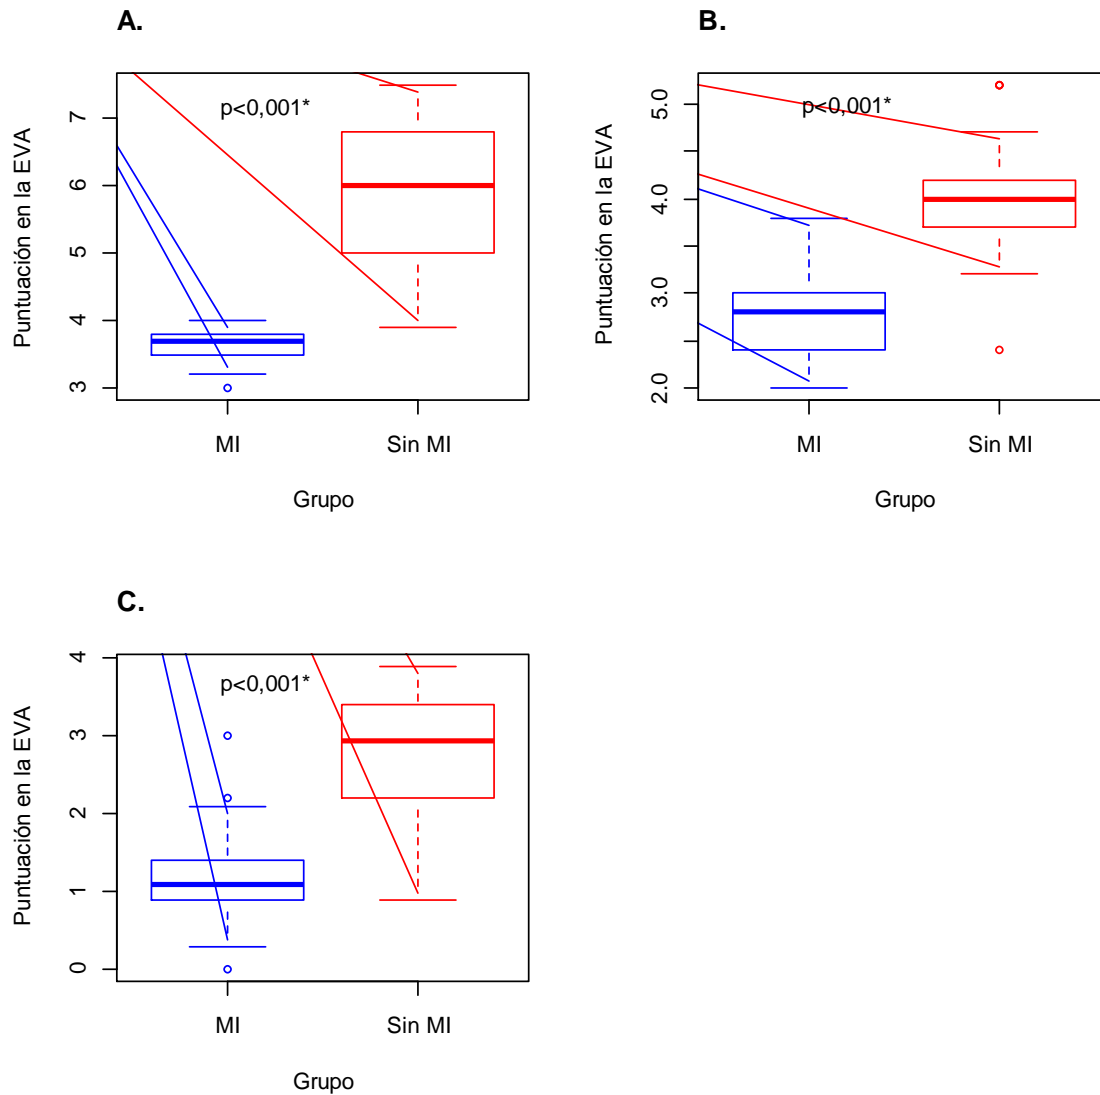 A.
p<0,001*
Puntuación en la EVA
7
6
5
4
3
MI
Sin MI
Grupo
B.
p<0,001*
Puntuación en la EVA
5.0
4.0
3.0
2.0
MI
Sin MI
Grupo
C.
p<0,001*
Puntuación en la EVA
4
3
2
1
0
MI
Sin MI
Grupo